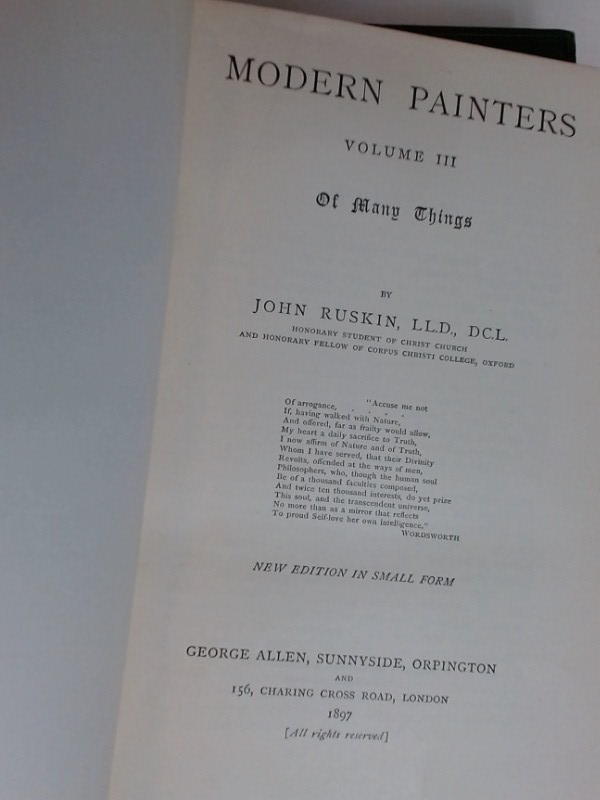 MODERN PAINTERS
VOLUME III
Of Many Things
BY
JOHN RUSKIN, LL.D., DC.L.
HONORARY STUDENT OF CHRIST CHURCH
AND HONORARY FELLOW OF CORPUS CHRISTI COLLEGE, OXFORD
"Accuse me not
Of arrogance, . . . .
If, having walked with Nature,
And offered, far as frailty would allow,
My heart a daily sacrifice to Truth,
I now affirm of Nature and of Truth,
Whom I have served, that their Divinity
Revolts, offended at the ways of men,
Philosophers, who, though the human soul
Be of a thousand faculties composed,
And twice ten thousand interests, do yet prize
This soul, and the transcendent universe,
No more than as a mirror that reflects
To proud Self-love her own intelligence."
WORDSWORTH
NEW EDITION IN SMALL FORM
GEORGE ALLEN, SUNNYSIDE, ORPINGTON
AND
156, CHARING CROSS ROAD, LONDON
1897
[All rights reserved]